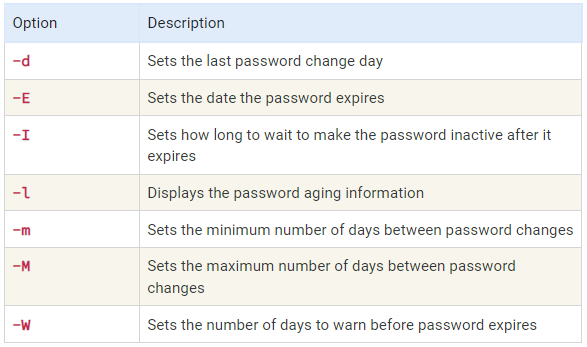 Option Description
-d Sets the last password change day
-E Sets the date the password expires
-I Sets how long to wait to make the password inactive after it
expires
-l Displays the password aging information
-m Sets the minimum number of days between password changes
-M Sets the maximum number of days between password
changes
-W Sets the number of days to warn before password expires